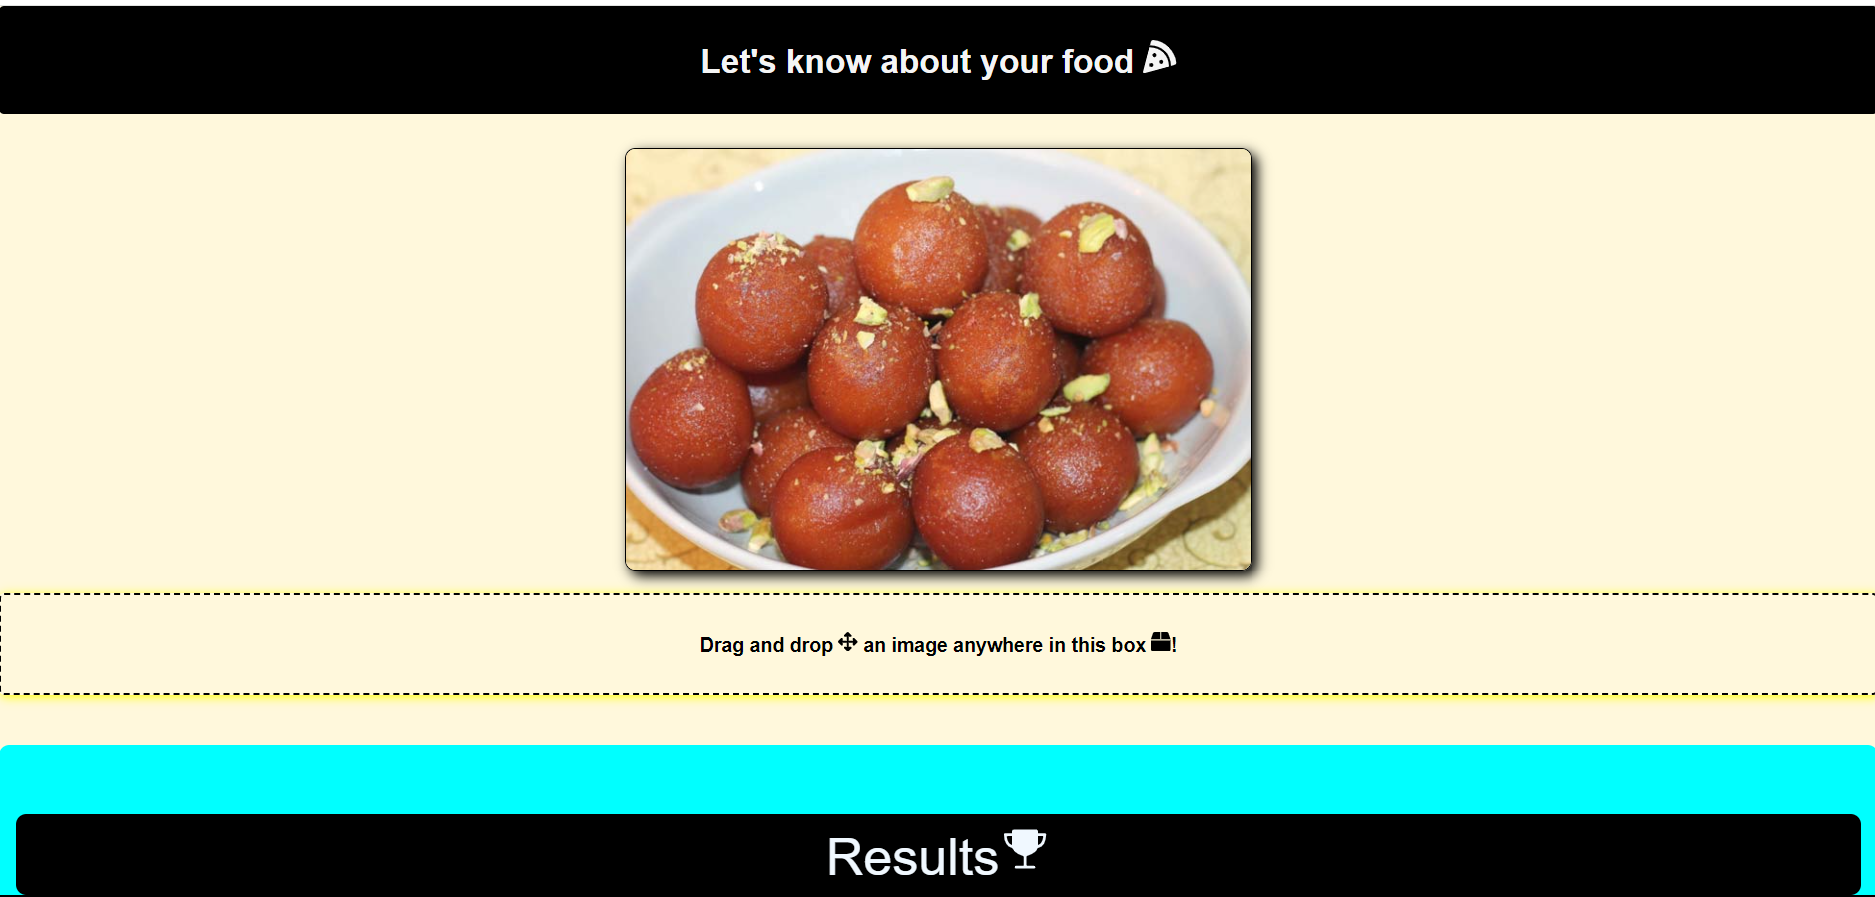 Let's know about your food
Drag and drop an image anywhere in this box !
Results